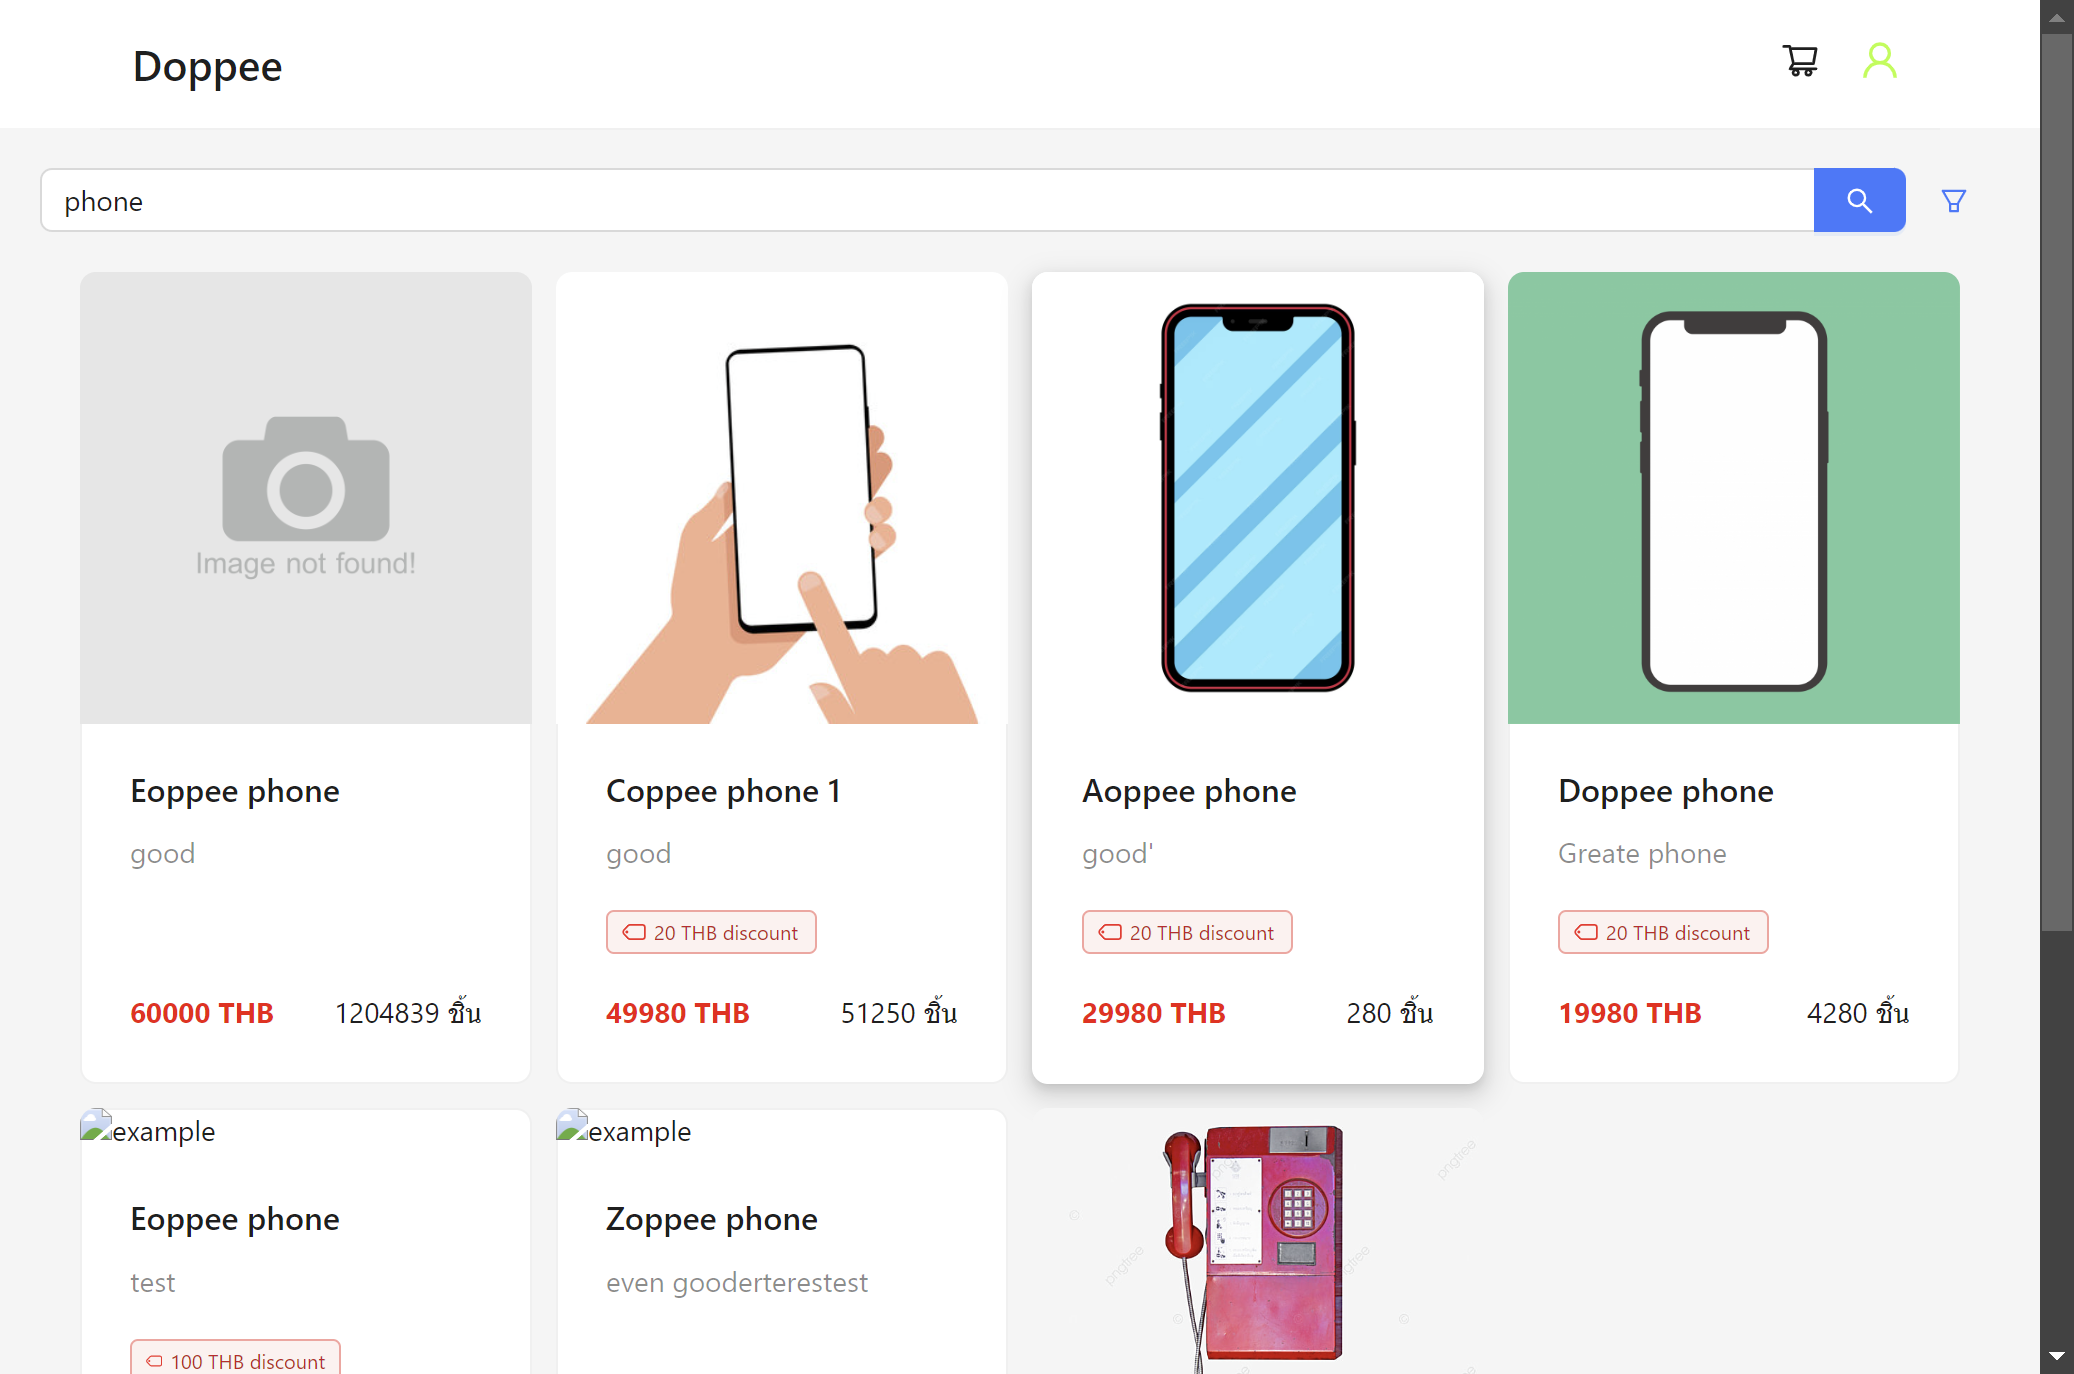 Doppee
phone
Image not found!
Eoppee phone
good
60000 THB
1204839 ชิ้น
Coppee phone 1
good
20 THB discount
49980 THB
51250 ชิ้น
Aoppee phone
good'
20 THB discount
29980 THB
280 ชิ้น
Doppee phone
Greate phone
20 THB discount
19980 THB
4280 ชิ้น
example
Eoppee phone
test
100 THB discount
example
Zoppee phone
even gooderterestest
pngtree
pngtree